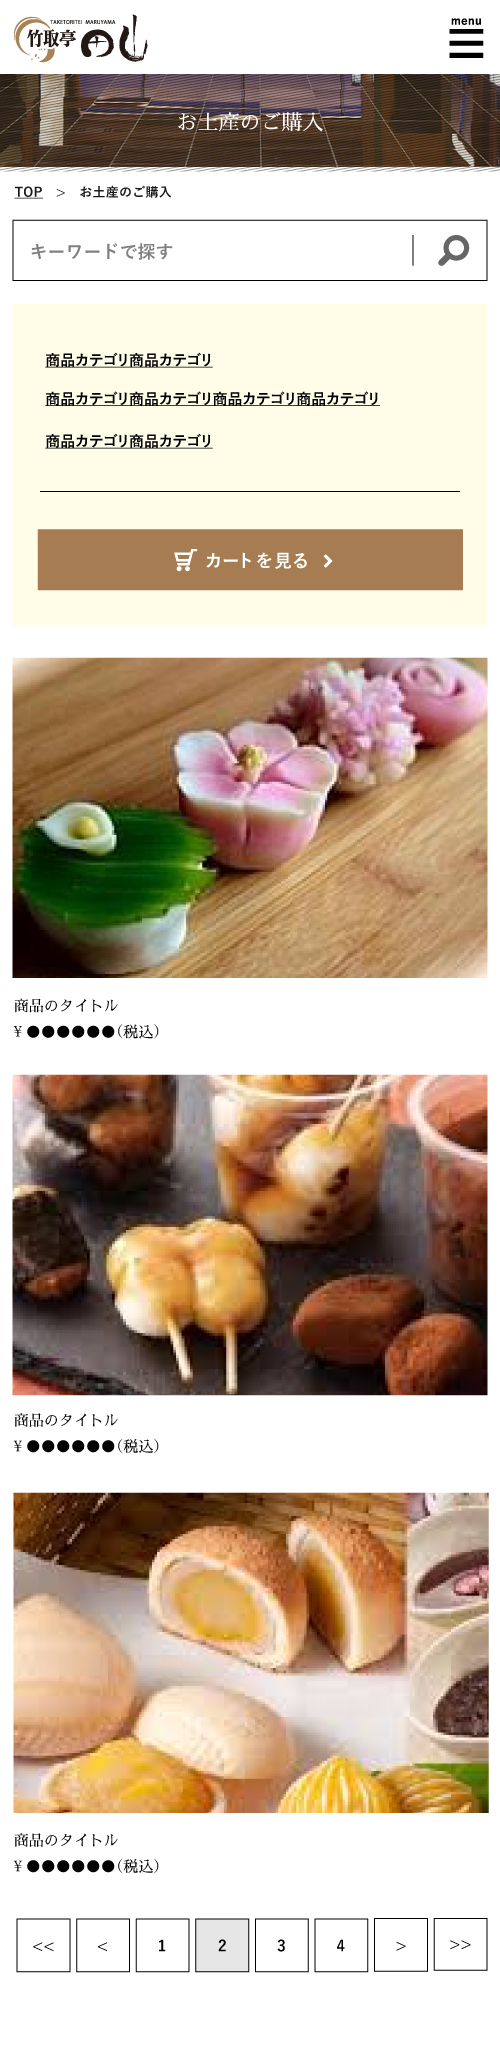 TAKETORITEI MARUYAMA
竹取亭
menu
お土産のご購入
TOP > お土産のご購入
キーワードで探す
商品カテゴリ商品カテゴリ
商品カテゴリ商品カテゴリ商品カテゴリ商品カテゴリ
商品カテゴリ商品カテゴリ
カートを見る
商品のタイトル
¥ ●●●●●●(税込)
商品のタイトル
¥ ●●●●●●(税込)
商品のタイトル
¥ ●●●●●●(税込)
<< < 1 2 3 4 > >>